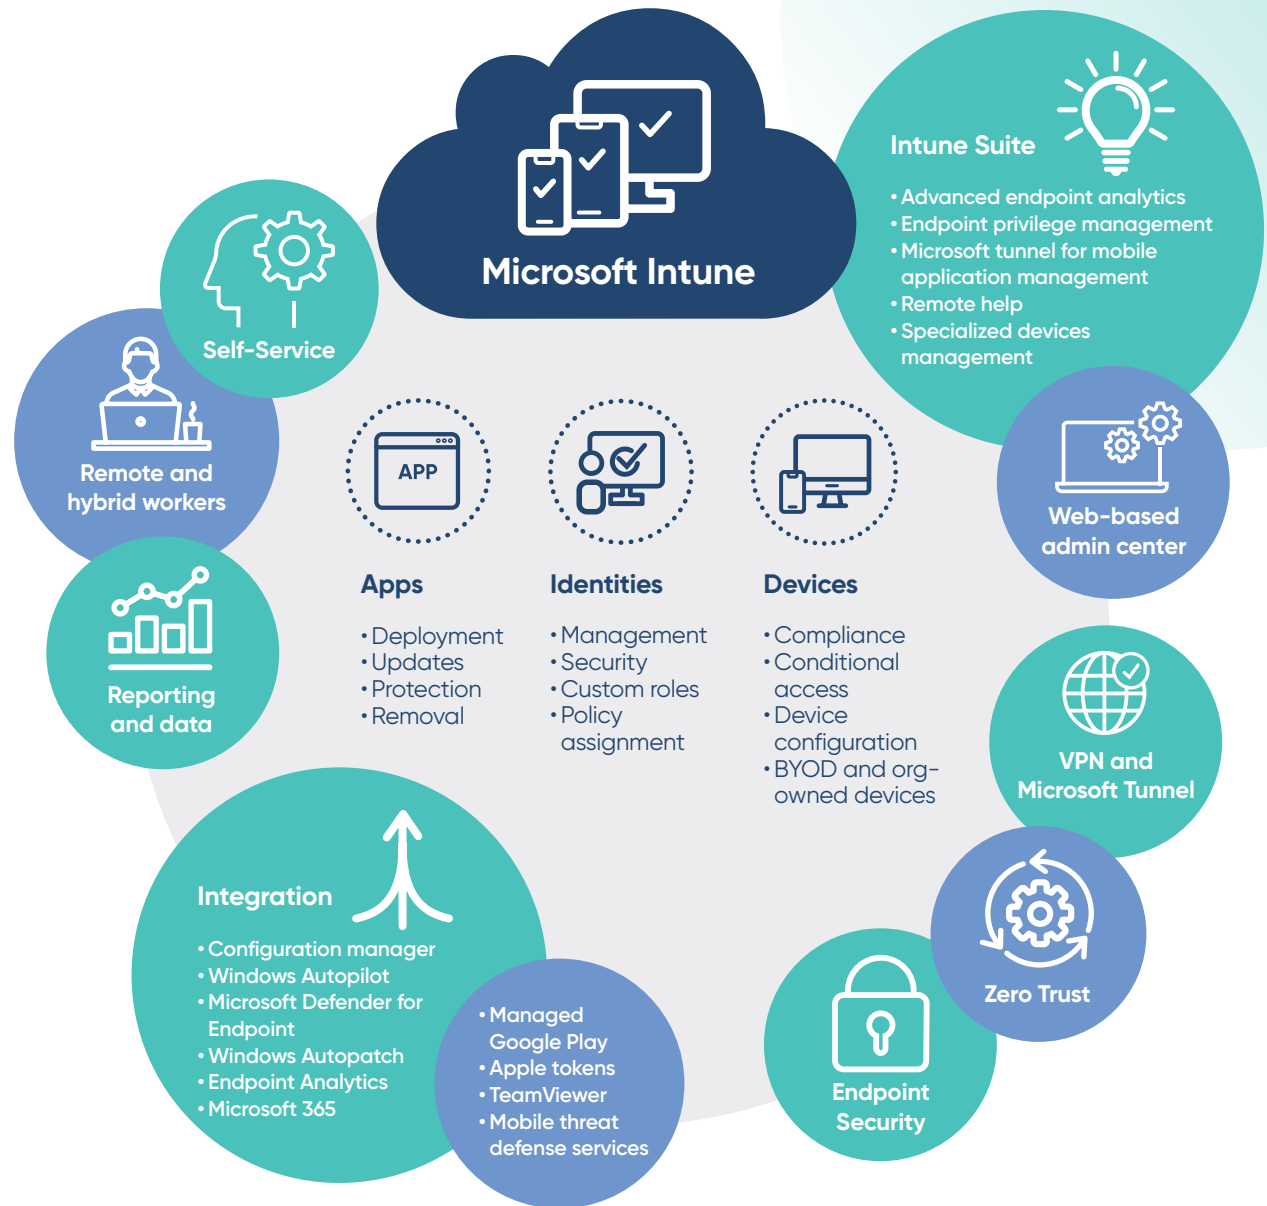 Microsoft Intune
Intune Suite
• Advanced endpoint analytics
• Endpoint privilege management
• Microsoft tunnel for mobile
application management
• Remote help
• Specialized devices
management
Self-Service
Remote and
hybrid workers
Reporting
and data
APP
Apps
• Deployment
• Updates
• Protection
• Removal
Identities
• Management
• Security
• Custom roles
• Policy
assignment
Devices
• Compliance
• Conditional
access
• Device
configuration
• BYOD and org-
owned devices
Web-based
admin center
VPN and
Microsoft Tunnel
Zero Trust
Endpoint
Security
Integration
• Configuration manager
• Windows Autopilot
• Microsoft Defender for
Endpoint
• Windows Autopatch
• Endpoint Analytics
• Microsoft 365
• Managed
Google Play
• Apple tokens
• TeamViewer
• Mobile threat
defense services